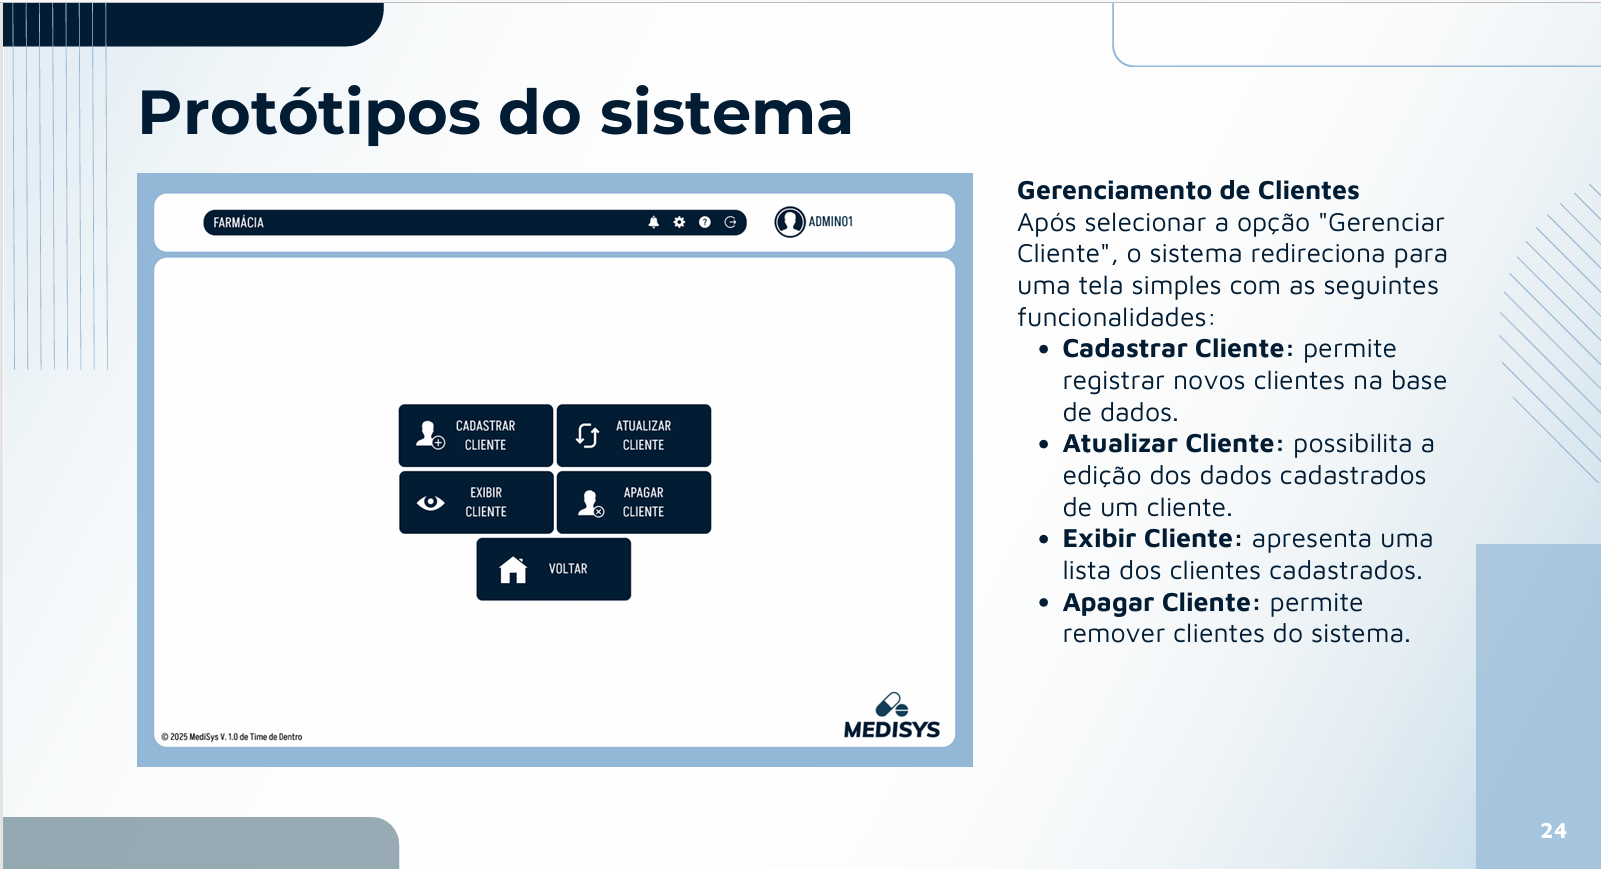 Protótipos do sistema
FARMÁCIA
ADMIN01
CADASTRAR
CLIENTE
ATUALIZAR
CLIENTE
EXIBIR
CLIENTE
APAGAR
CLIENTE
VOLTAR
© 2025 MediSys V. 1.0 de Time de Dentro
MEDISYS
Gerenciamento de Clientes
Após selecionar a opção "Gerenciar
Cliente", o sistema redireciona para
uma tela simples com as seguintes
funcionalidades:
• Cadastrar Cliente: permite
registrar novos clientes na base
de dados.
• Atualizar Cliente: possibilita a
edição dos dados cadastrados
de um cliente.
• Exibir Cliente: apresenta uma
lista dos clientes cadastrados.
• Apagar Cliente: permite
remover clientes do sistema.
24